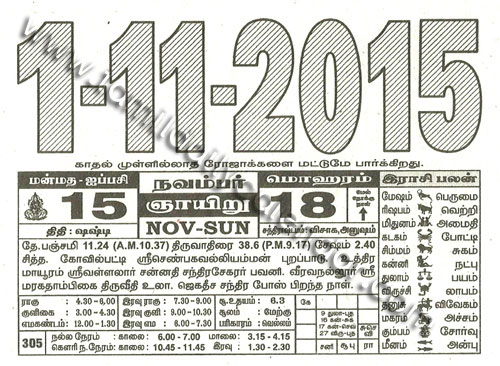 1-11-2015
காதல் முள்ளில்லாத ரோஜாக்களை மட்டுமே பார்க்கிறது.
மன்மத - ஐப்பசி
15
திதி : ஷஷ்டி
நவம்பர்
ஞாயிறு
NOV-SUN
மொஹரம்
18
மேல் நோக்கு நாள்
சந்திராஷ்டமம் - விசாக,அனுஷம்
தே.பஞ்சமி 11.24 (A.M.10.37) திருவாதிரை 38.6 (P.M.9.17) 2.40
சித்த. கோவில்பட்டி ஸ்ரீசெண்பகவல்லியம்மன் புறப்பாடு.
மாயூரம் ஸ்ரீவள்ளலார் சன்னதி சந்திரசேகரர் பவனி. வீரவநல்லூர் ஸ்ரீ
மரகதாம்பிகை திருவீதி உலா. ஜெகதீச சந்திர போஸ் பிறந்த நாள்.
ராகு : 4.30-6.00
குளிகை : 3.00-4.30
எமகண்டம் : 12.00-1.30
இரவு ராகு - 7.30-9.00
இரவு குளிகை - 9.00-10.30
இரவு எம - 6.00-7.30
சூ.உதயம் : 6.3
சூலம் : மேற்கு
பரிகாரம் : வெல்லம்
305
நல்ல நேரம் : காலை: 6.00 - 7.00 மாலை: 3.15 - 4.15
கௌரி ந.நேரம்: காலை: 10.45 - 11.45 இரவு : 1.30 - 2.30
கே
9 துலா-புத
16 கன்-சுக்
17 கன்-செவ்
27 விரு-புத
சு செ வி
சனி
சூ பு
ரா
இராசி பலன்
மேஷம் பெருமை
ரிஷபம் வெற்றி
மிதுனம் அமைதி
கடகம் போட்டி
சிம்மம் சுகம்
கன்னி நட்பு
துலாம் பயம்
விருச்சி லாபம்
தனுசு விவேகம்
மகரம் அச்சம்
கும்பம் சோர்வு
மீனம் அன்பு